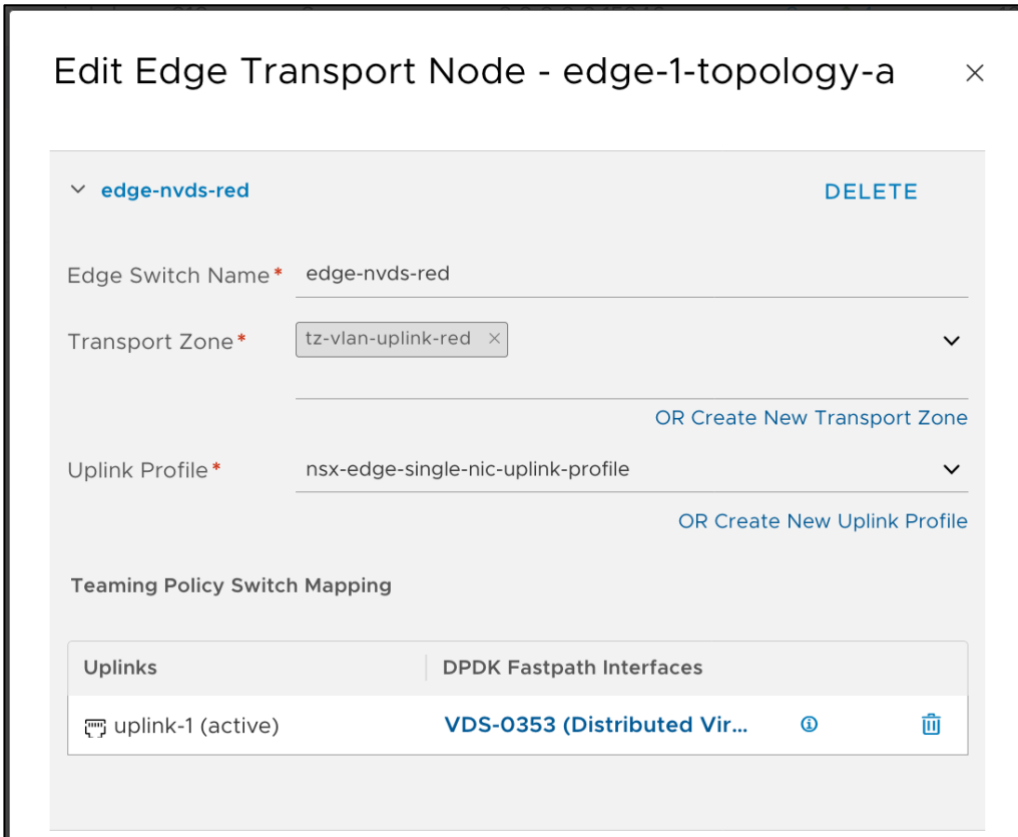 Edit Edge Transport Node - edge-1-topology-a
edge-nvds-red DELETE
Edge Switch Name* edge-nvds-red
Transport Zone* tz-vlan-uplink-red
OR Create New Transport Zone
Uplink Profile* nsx-edge-single-nic-uplink-profile
OR Create New Uplink Profile
Teaming Policy Switch Mapping
Uplinks DPDK Fastpath Interfaces
uplink-1 (active) VDS-0353 (Distributed Vir...